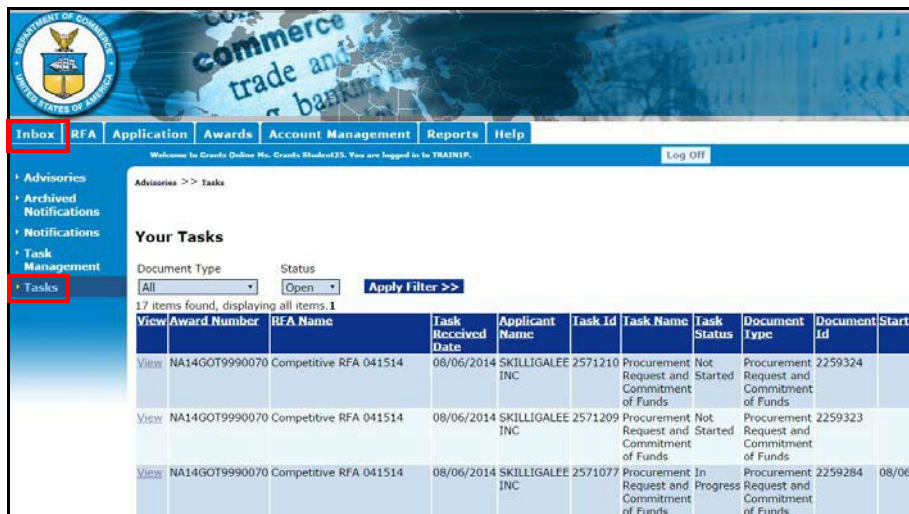 DEPARTMENT OF COMMERCE
UNITED STATES OF AMERICA
commerce
trade and
banking
Inbox RFA Application Awards Account Management Reports Help
Welcome to Grants Online Ms. Grants Student25. You are logged in to TRAIN1P.
Log Off
Advisories
Archived
Notifications
Notifications
Task
Management
Tasks
Advisories >> Tasks
Your Tasks
Document Type Status
All Open Apply Filter >>
17 items found, displaying all items.1
View Award Number RFA Name Task Applicant Task Id Task Name Task Document Document Start
Received Name Status Type Id
Date
View NA14GOT9990070 Competitive RFA 041514 08/06/2014 SKILLIGALEE 2571210 Procurement Not Procurement 2259324
INC Request and Started Request and
Commitment Commitment
of Funds of Funds
View NA14GOT9990070 Competitive RFA 041514 08/06/2014 SKILLIGALEE 2571209 Procurement Not Procurement 2259323
INC Request and Started Request and
Commitment Commitment
of Funds of Funds
View NA14GOT9990070 Competitive RFA 041514 08/06/2014 SKILLIGALEE 2571077 Procurement In Procurement 2259284 08/06
INC Request and Progress Request and
Commitment Commitment
of Funds of Funds